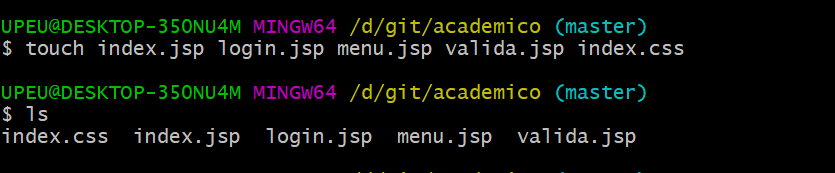 UPEU@DESKTOP-350NU4M MINGW64 /d/git/academico (master)
$ touch index.jsp login.jsp menu.jsp valida.jsp index.css
UPEU@DESKTOP-350NU4M MINGW64 /d/git/academico (master)
$ ls
index.css  index.jsp  login.jsp  menu.jsp  valida.jsp